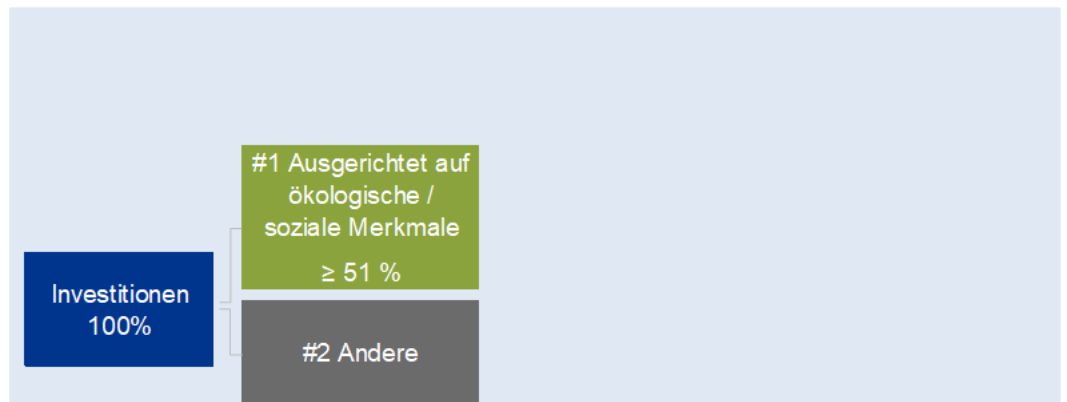 #1 Ausgerichtet auf
ökologische /
soziale Merkmale
≥ 51 %
Investitionen
100%
#2 Andere